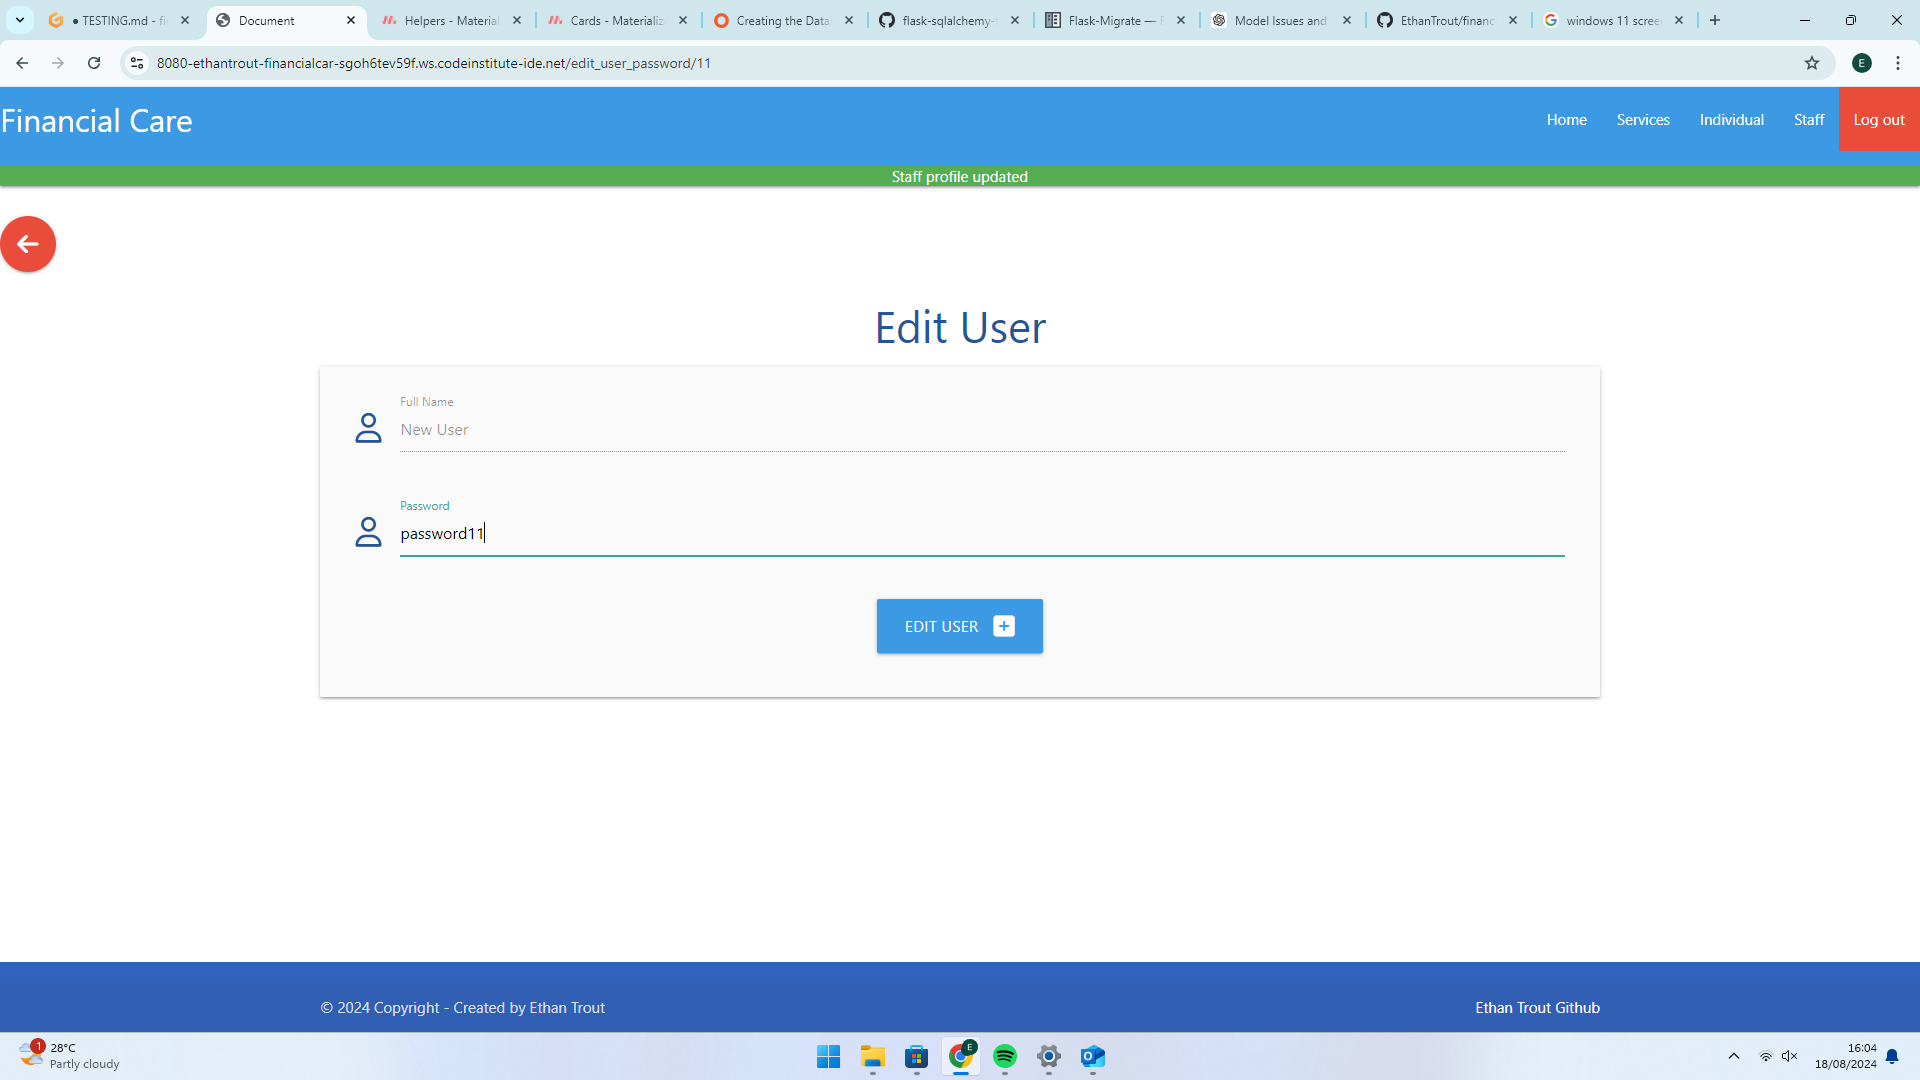 ● TESTING.md - fi
Document
Helpers - Material
Cards - Materializ
Creating the Data
flask-sqlalchemy-
Flask-Migrate —
Model Issues and
EthanTrout/financ
windows 11 scree
8080-ethantrout-financialcar-sgoh6tev59f.ws.codeinstitute-ide.net/edit_user_password/11
E
Financial Care
Home
Services
Individual
Staff
Log out
Staff profile updated
Edit User
Full Name
New User
Password
password11
EDIT USER
© 2024 Copyright - Created by Ethan Trout
Ethan Trout Github
1
28°C
Partly cloudy
E
16:04
18/08/2024